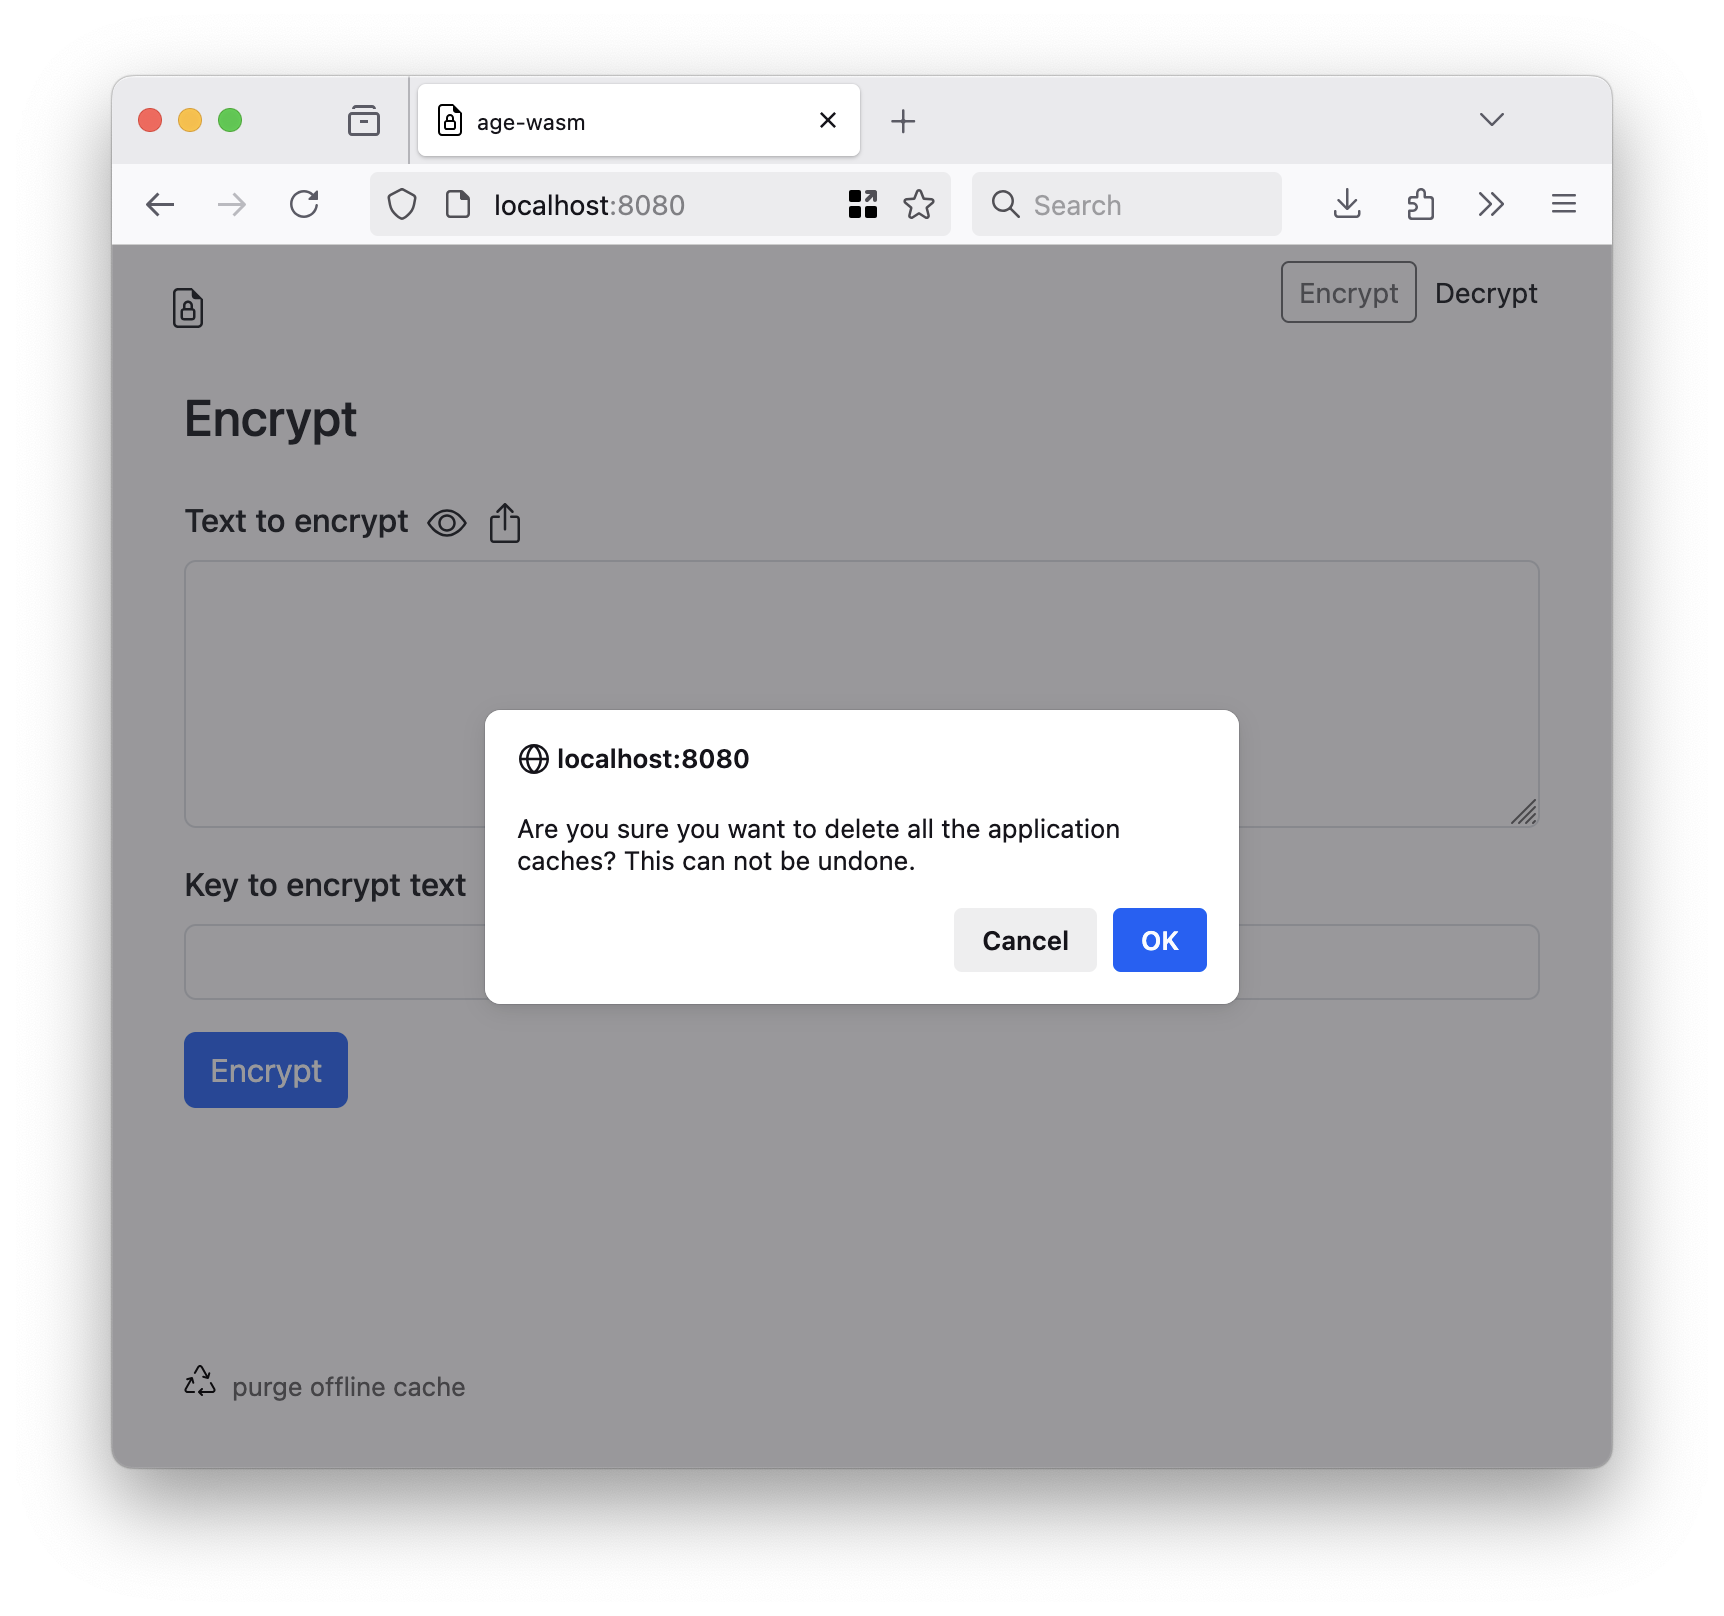 age-wasm
localhost:8080
Search
Encrypt
Decrypt
Encrypt
Text to encrypt
localhost:8080
Are you sure you want to delete all the application
caches? This can not be undone.
Cancel
OK
Key to encrypt text
Encrypt
purge offline cache